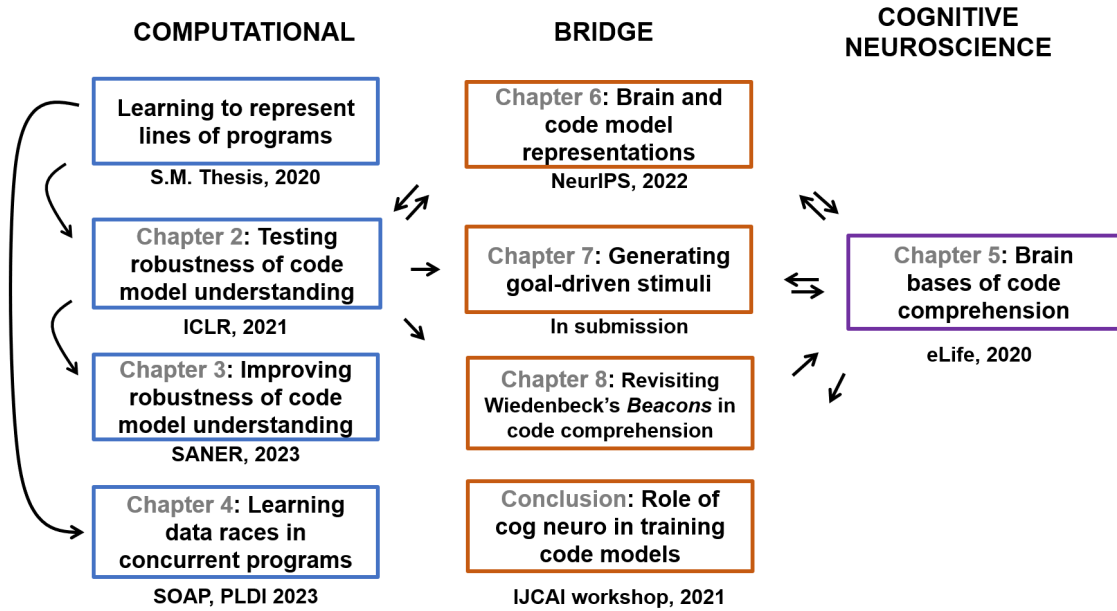 COMPUTATIONAL
BRIDGE
COGNITIVE
NEUROSCIENCE
Learning to represent
lines of programs
S.M. Thesis, 2020
Chapter 2: Testing
robustness of code
model understanding
ICLR, 2021
Chapter 3: Improving
robustness of code
model understanding
SANER, 2023
Chapter 4: Learning
data races in
concurrent programs
SOAP, PLDI 2023
Chapter 6: Brain and
code model
representations
NeurIPS, 2022
Chapter 7: Generating
goal-driven stimuli
In submission
Chapter 8: Revisiting
Wiedenbeck's Beacons in
code comprehension
Conclusion: Role of
cog neuro in training
code models
IJCAI workshop, 2021
Chapter 5: Brain
bases of code
comprehension
eLife, 2020